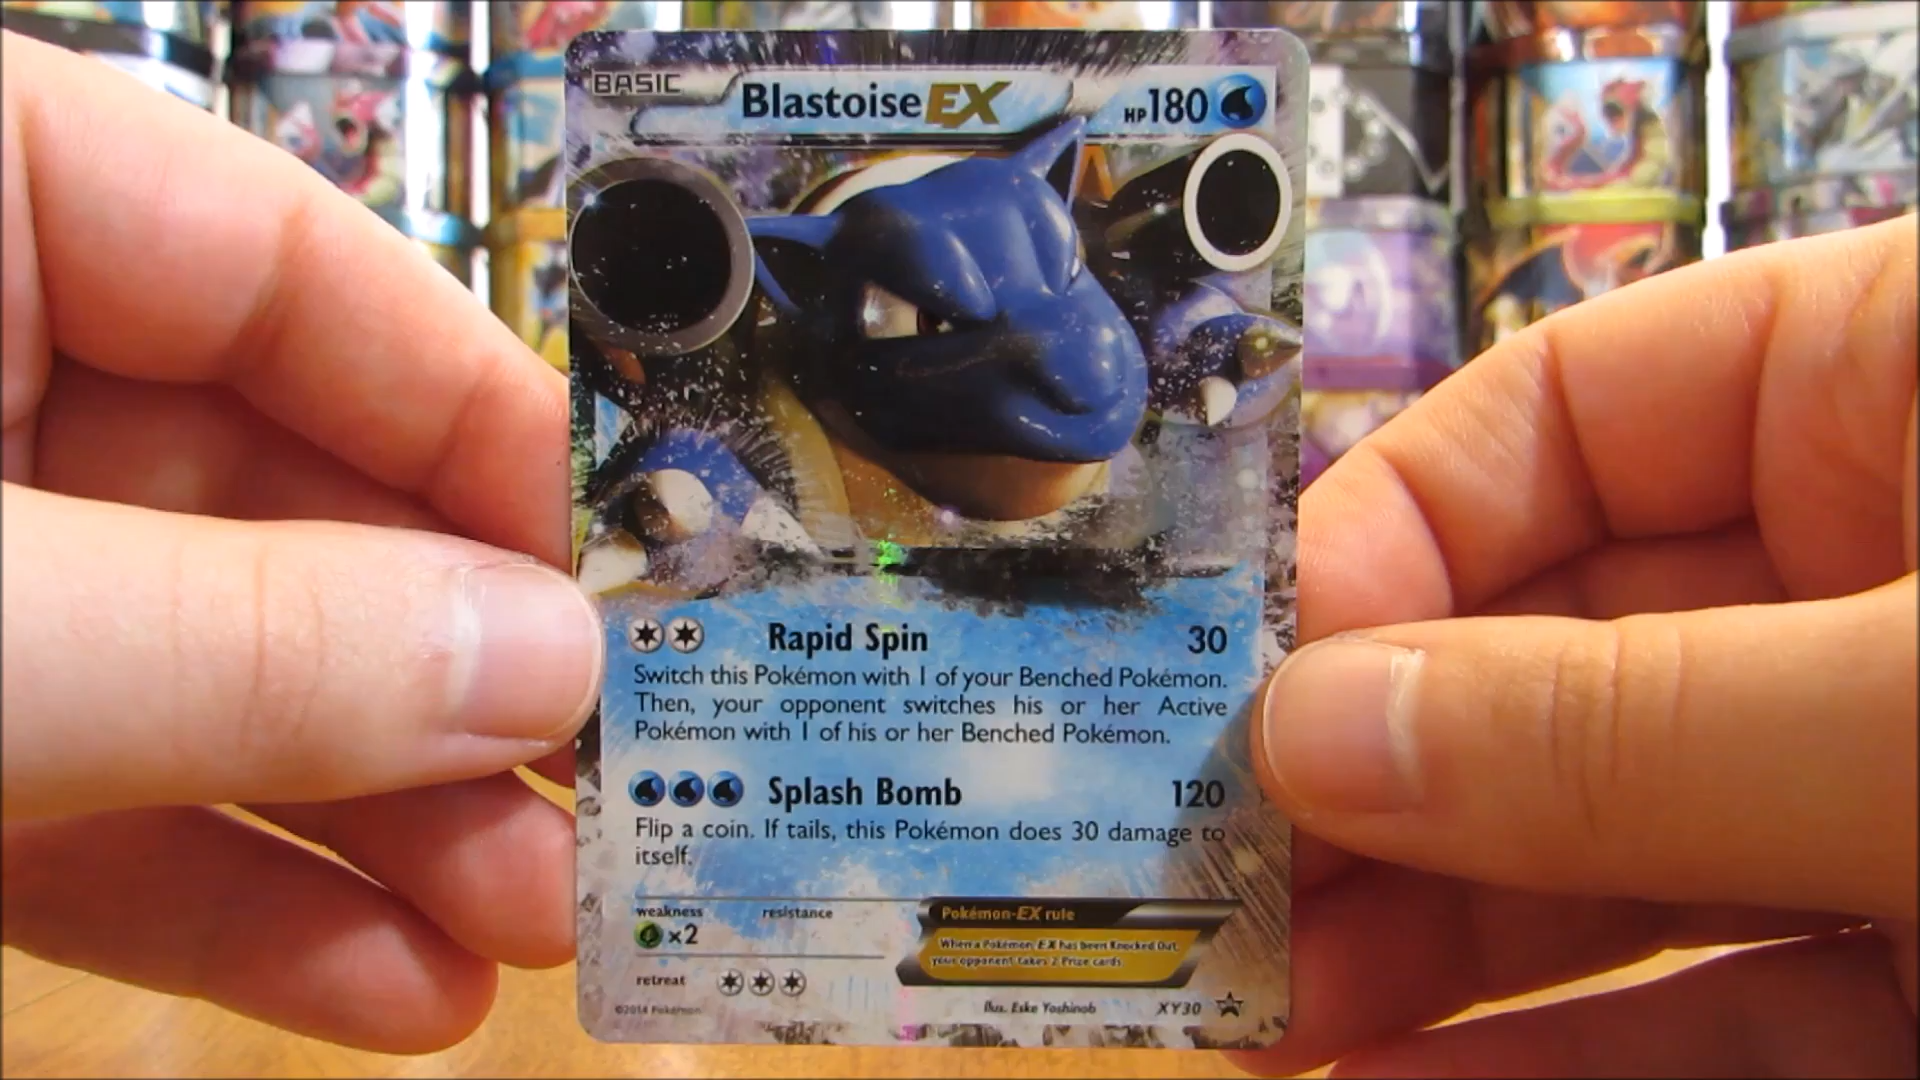 BASIC
Blastoise EX
HP 180
Rapid Spin 30
Switch this Pokémon with 1 of your Benched Pokémon.
Then, your opponent switches his or her Active
Pokémon with 1 of his or her Benched Pokémon.
Splash Bomb 120
Flip a coin. If tails, this Pokémon does 30 damage to
itself.
weakness resistance
×2
Pokémon-EX rule
When a Pokémon-EX has been Knocked Out,
your opponent takes 2 Prize cards.
retreat
©2014 Pokémon
Illus. Eske Yoshinob
XY30